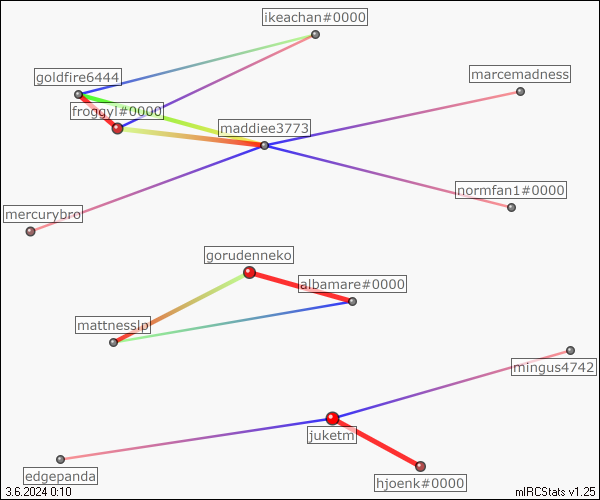 ikeachan#0000
goldfire6444
marcemadness
froggyl#0000
maddiee3773
normfan1#0000
mercurybro
gorudenneko
albamare#0000
mattnesslp
mingus4742
juketm
edgepanda
hjoenk#0000
3.6.2024 0:10
mIRCStats v1.25